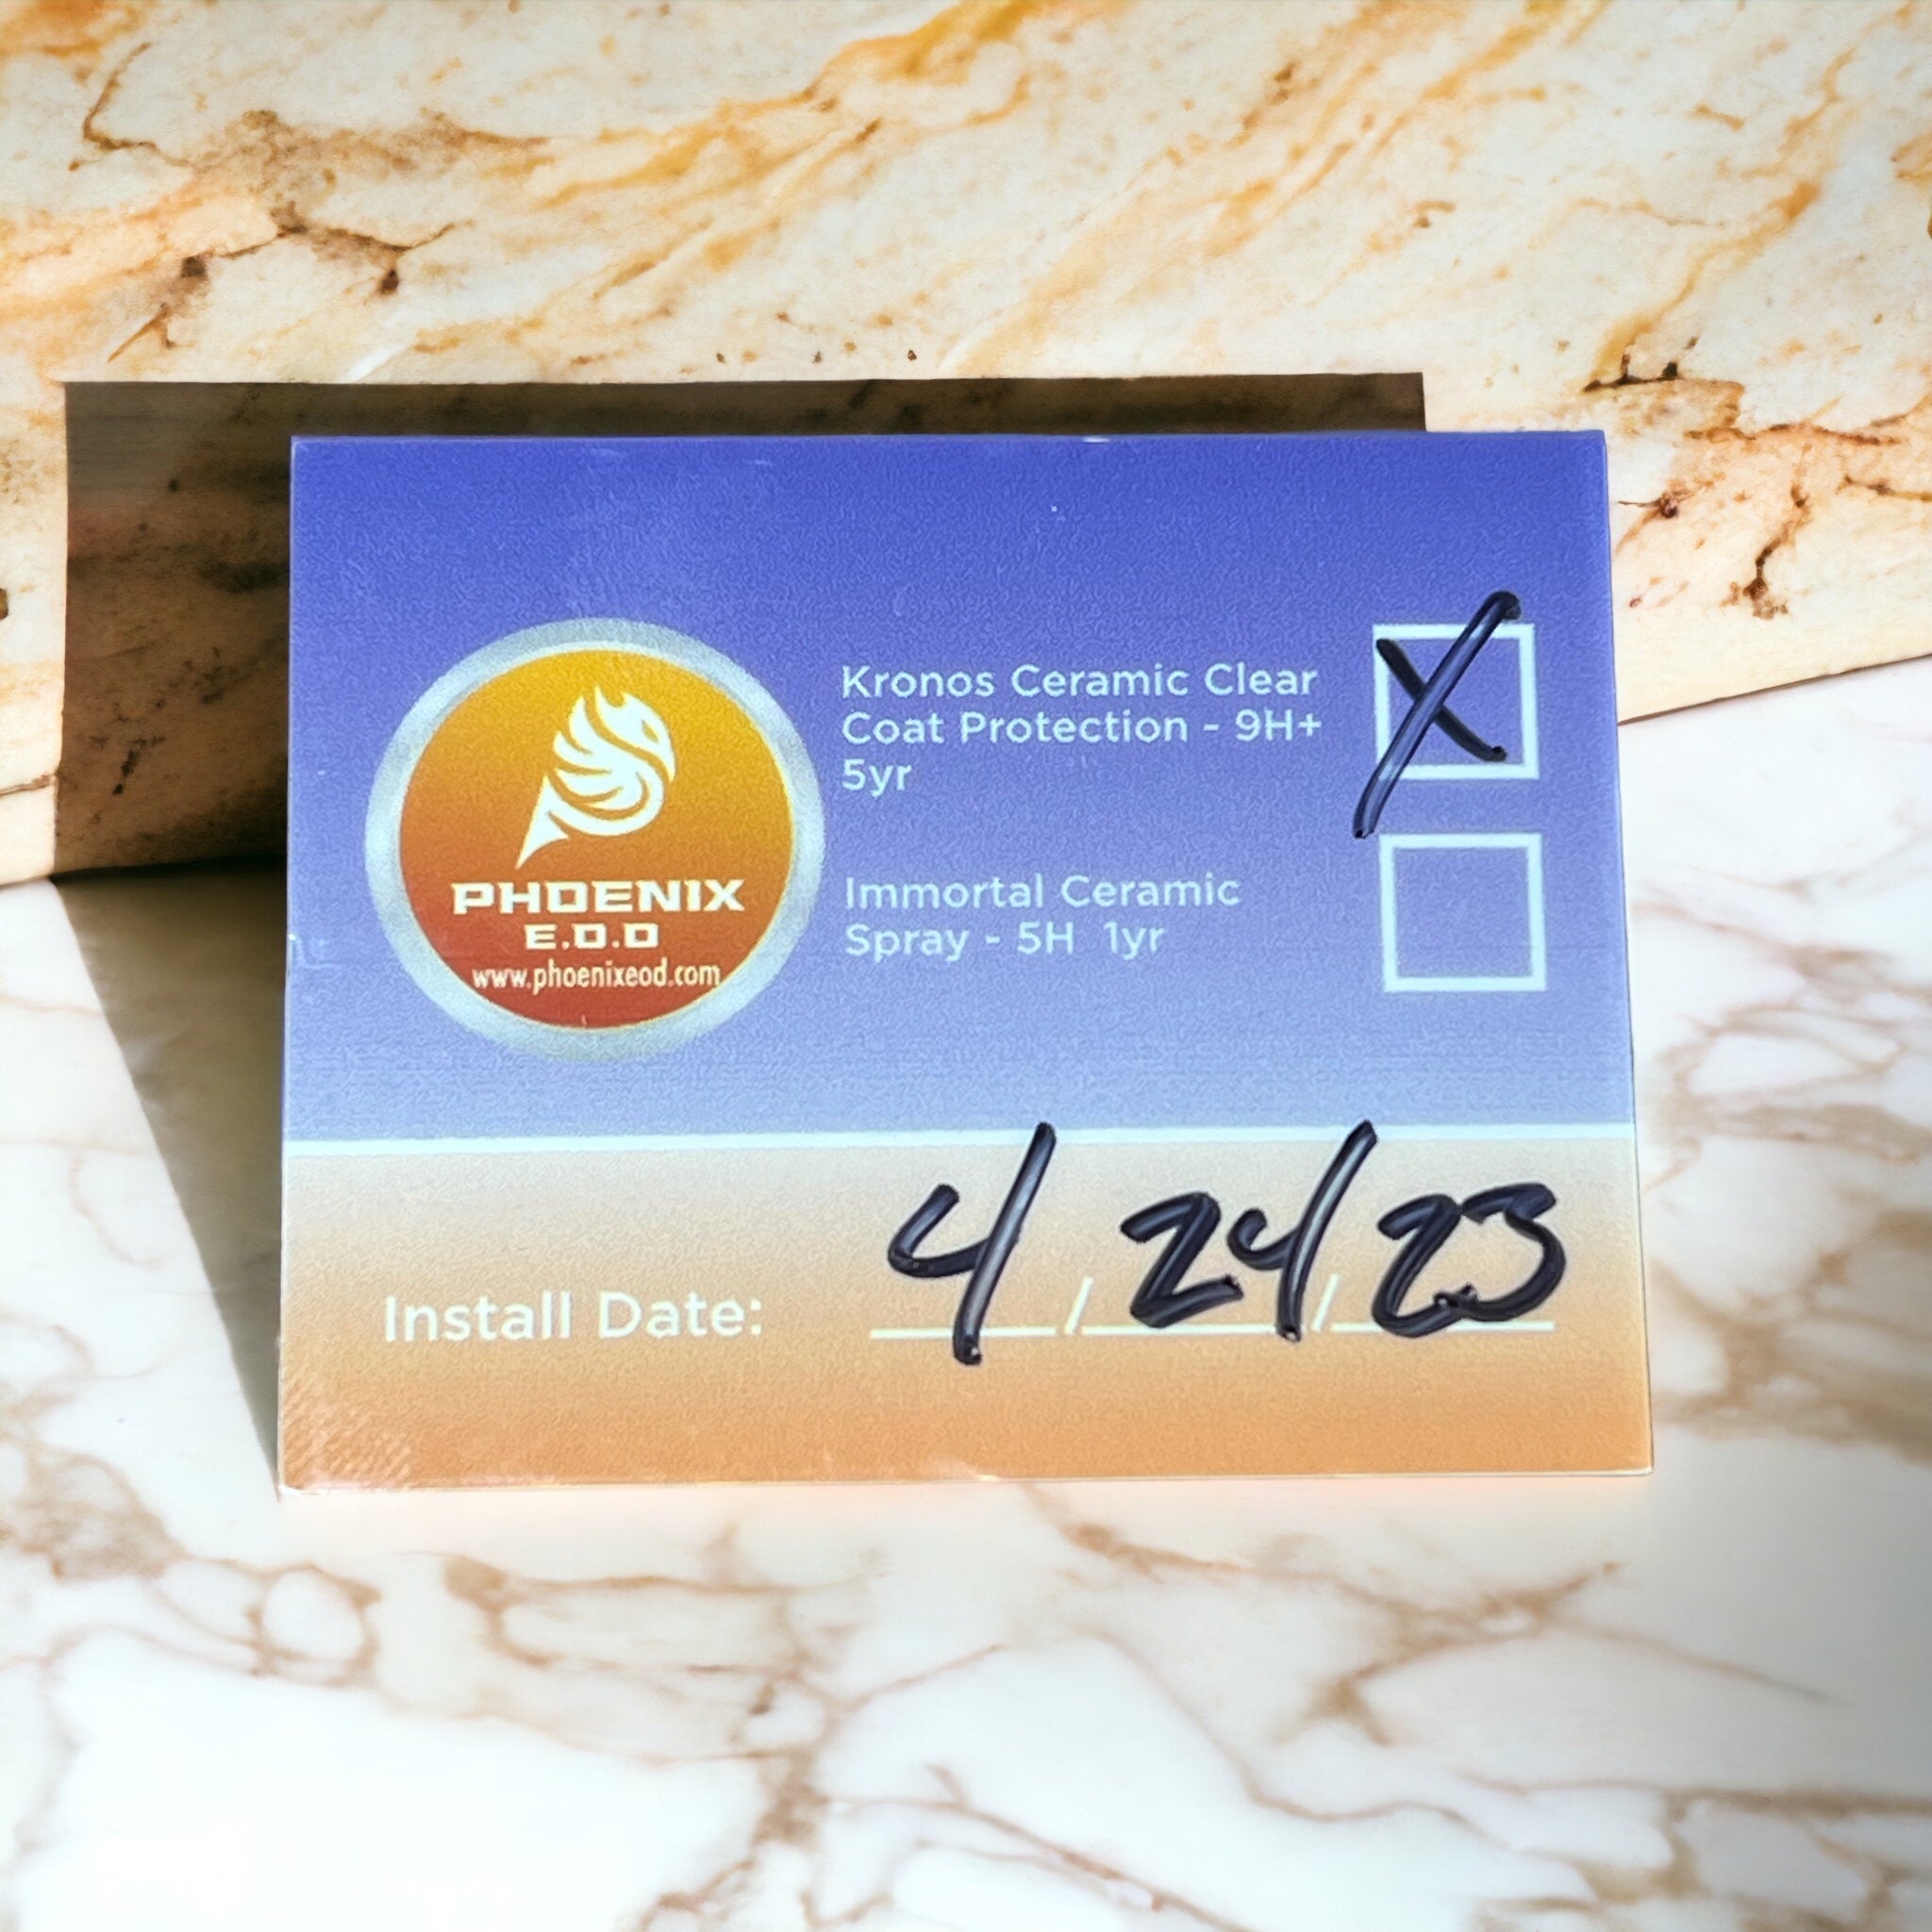 PHOENIX
E.O.D
www.phoenixeod.com
Kronos Ceramic Clear
Coat Protection - 9H+
5yr
X
Immortal Ceramic
Spray - 5H 1yr
Install Date: 4/24/23